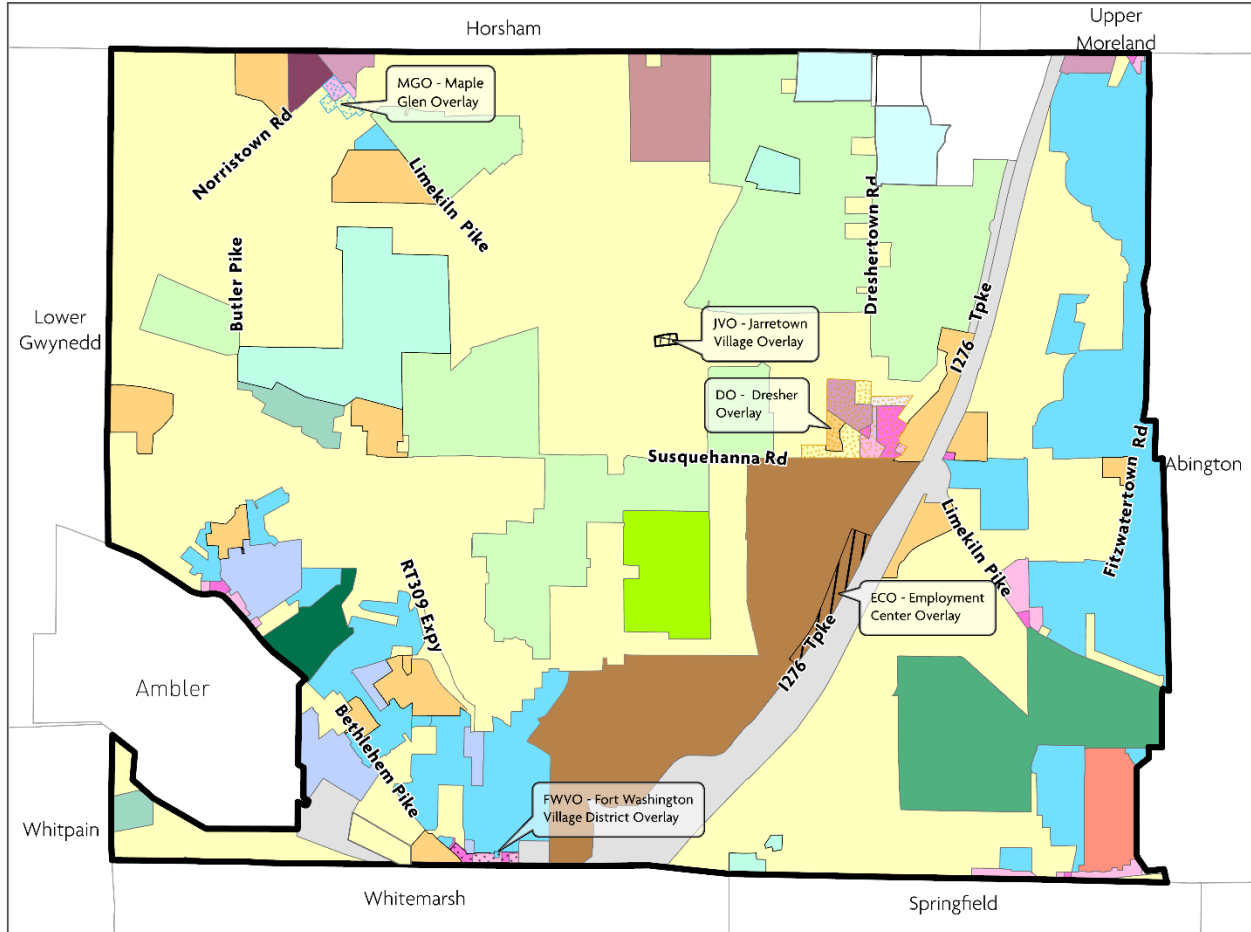 Horsham
Upper
Moreland
MGO - Maple
Glen Overlay
Norristown Rd
Limekiln Pike
Dreshertown Rd
Butler Pike
Lower
Gwynedd
I276 Tpke
JVO - Jarretown
Village Overlay
DO - Dresher
Overlay
Susquehanna Rd
Fitzwatertown Rd
Abington
Limekiln Pike
RT309 Expy
ECO - Employment
Center Overlay
I276 Tpke
Ambler
Bethlehem Pike
FWVO - Fort Washington
Village District Overlay
Whitpain
Whitemarsh
Springfield